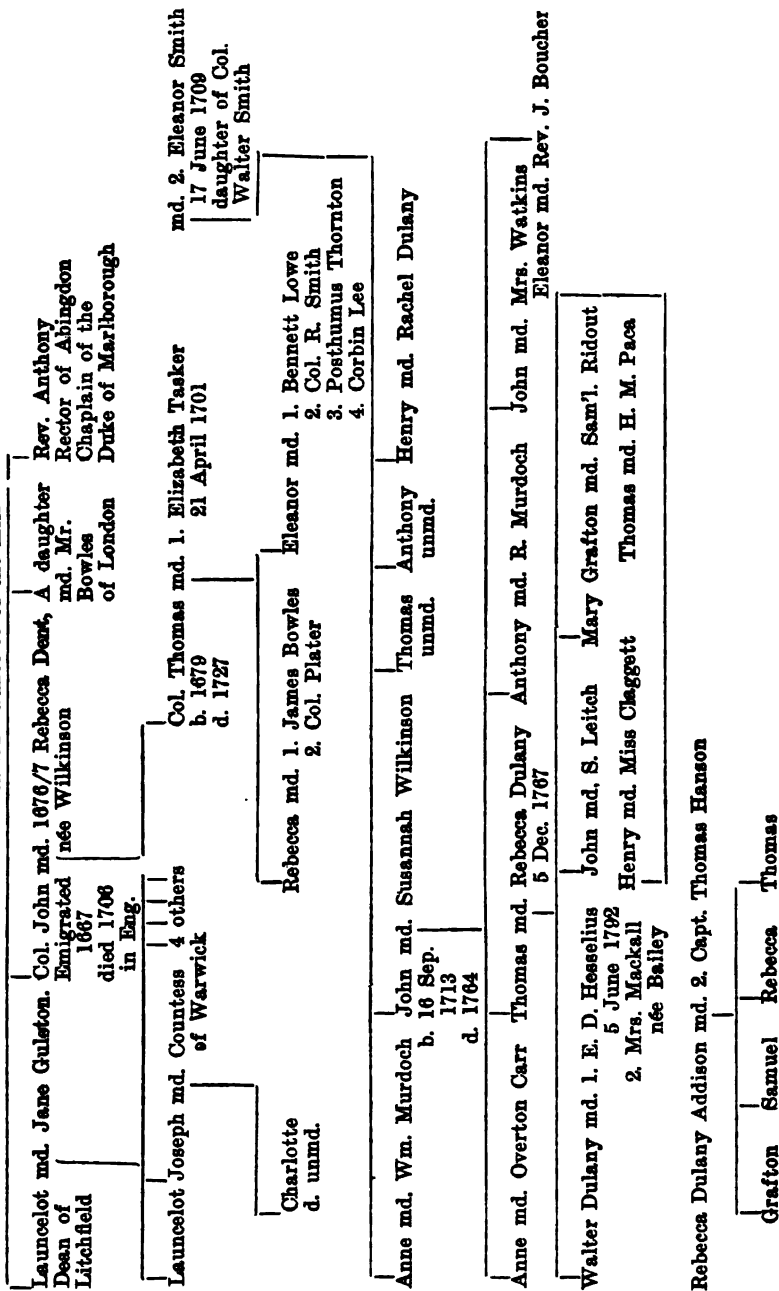 Launcelot md. Jane Gulston.
Dean of
Litchfield
Col. John md. 1676/7 Rebecca Dent,
Emigrated née Wilkinson
1667
died 1706
in Eng.
A daughter
md. Mr.
Bowles
of London
Rev. Anthony
Rector of Abingdon
Chaplain of the
Duke of Marlborough
Launcelot Joseph md. Countess 4 others
of Warwick
Col. Thomas md. 1. Elizabeth Tasker
b. 1679 21 April 1701
d. 1727
md. 2. Eleanor Smith
17 June 1709
daughter of Col.
Walter Smith
Charlotte
d. unmd.
Rebecca md. 1. James Bowles
2. Col. Plater
Eleanor md. 1. Bennett Lowe
2. Col. R. Smith
3. Posthumus Thornton
4. Corbin Lee
Anne md. Wm. Murdoch
John md. Susannah Wilkinson
b. 16 Sep.
1713
d. 1764
Thomas
unmd.
Anthony
unmd.
Henry md. Rachel Dulany
Anne md. Overton Carr
Thomas md. Rebecca Dulany
5 Dec. 1767
Anthony md. R. Murdoch
John md. Mrs. Watkins
Eleanor md. Rev. J. Boucher
Walter Dulany md. 1. E. D. Hesselius
5 June 1792
2. Mrs. Mackall
née Bailey
John md. S. Leitch
Mary Grafton md. Sam'l. Ridout
Henry md. Miss Claggett
Thomas md. H. M. Paca
Rebecca Dulany Addison md. 2. Capt. Thomas Hanson
Grafton Samuel Rebecca Thomas